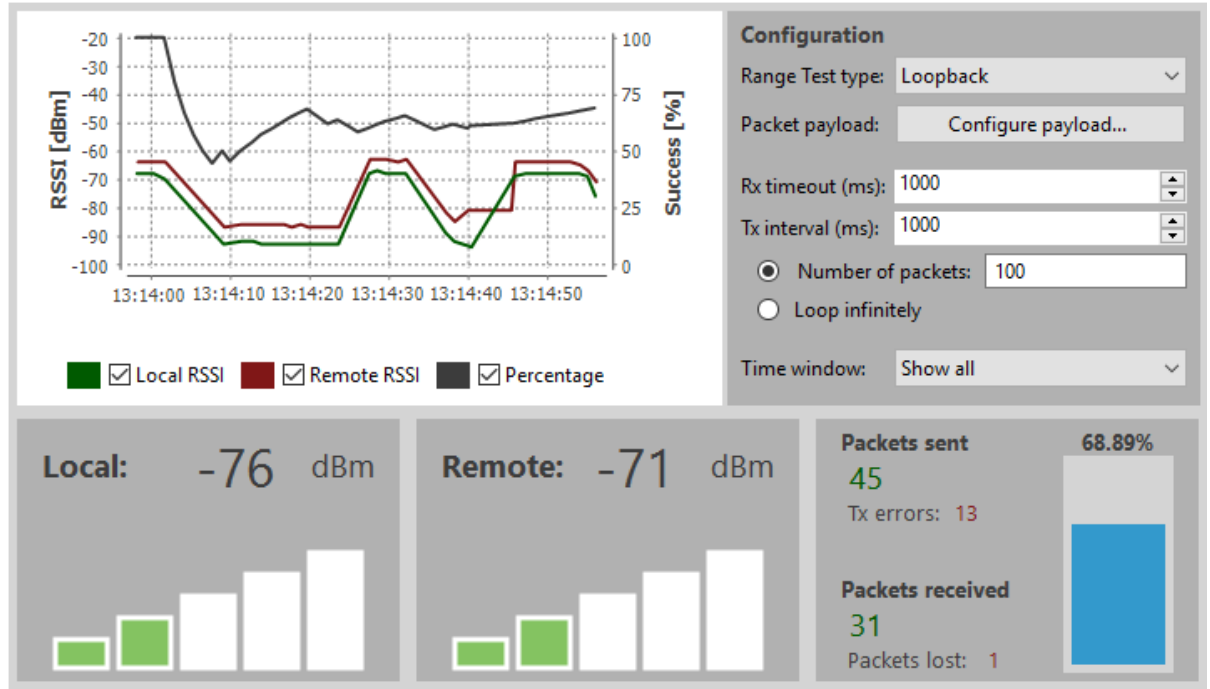 -20
-30
-40
-50
-60
-70
-80
-90
-100
RSSI [dBm]
100
75
50
25
0
Success [%]
13:14:00 13:14:10 13:14:20 13:14:30 13:14:40 13:14:50
Local RSSI Remote RSSI Percentage
Configuration
Range Test type: Loopback
Packet payload: Configure payload...
Rx timeout (ms): 1000
Tx interval (ms): 1000
Number of packets: 100
Loop infinitely
Time window: Show all
Local: -76 dBm
Remote: -71 dBm
Packets sent
45
Tx errors: 13
Packets received
31
Packets lost: 1
68.89%